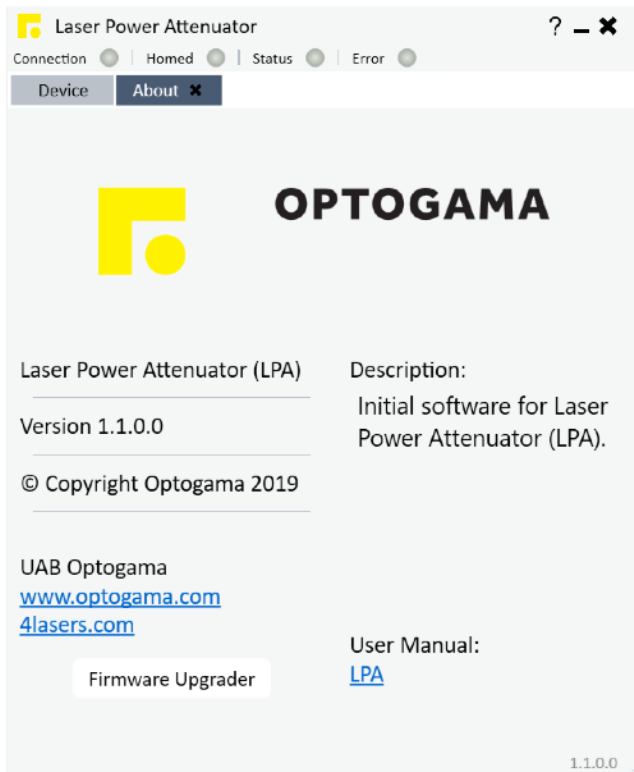 Laser Power Attenuator ?
Connection Homed Status Error
Device About
OPTOGAMA
Laser Power Attenuator (LPA)
Version 1.1.0.0
© Copyright Optogama 2019
Description:
Initial software for Laser
Power Attenuator (LPA).
UAB Optogama
www.optogama.com
4lasers.com
Firmware Upgrader
User Manual:
LPA
1.1.0.0